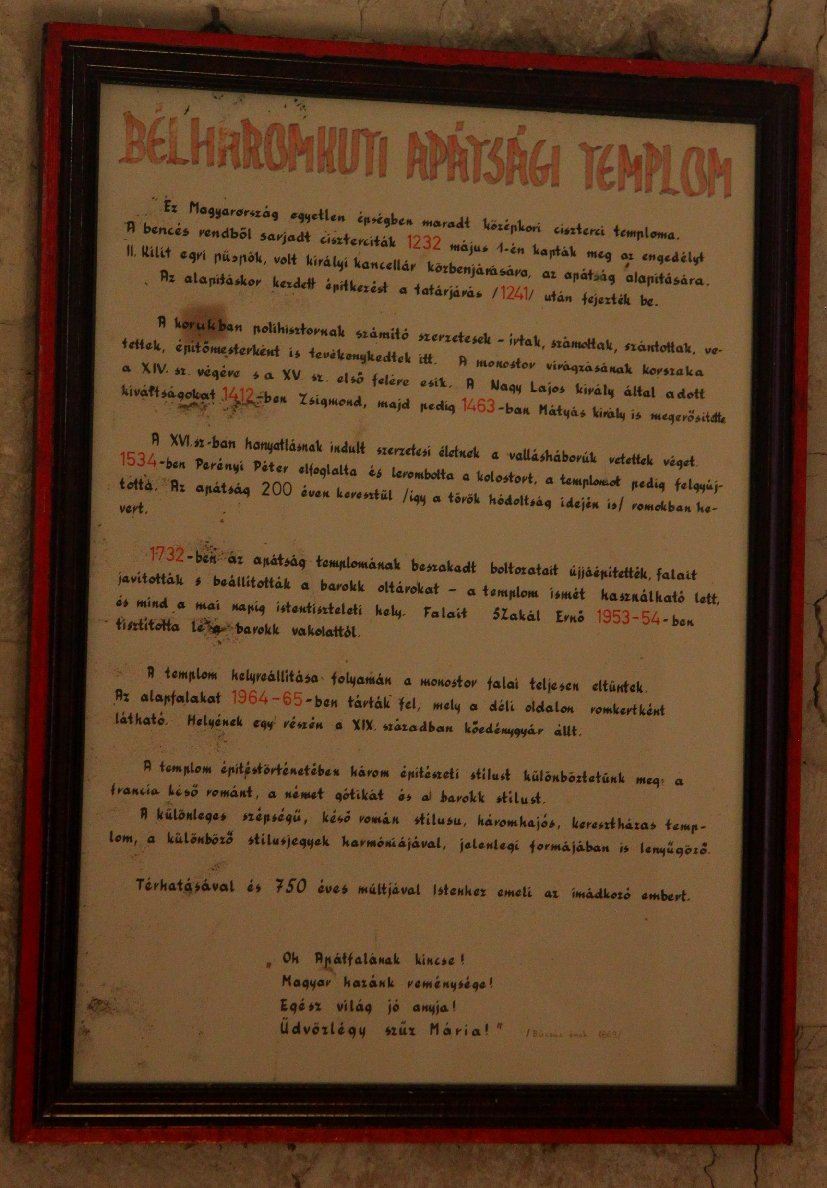 BÉLHAROMKUTI APÁTSÁGI TEMPLOM
Ez Magyarország egyetlen épségben maradt középkori ciszterci temploma.
A bencés rendből sarjadt ciszterciták 1232 május 1-én kapták meg az engedélyt
II. Kilit egri püspök, volt királyi kancellár közbenjárására, az apátság alapítására.
Az alapításkor kezdett építkezést a tatárjárás /1241/ után fejezték be.
A korukban polihisztornak számító szerzetesek - írtak, számoltak, szántottak, ve-
tettek, építőmesterként is tevékenykedtek itt. A monostor virágzásának korszaka
a XIV. sz. végére s a XV. sz. első felére esik. A Nagy Lajos király által adott
kiváltságokat 1412-ben Zsigmond, majd pedig 1463-ban Mátyás király is megerősítette
A XVI.sz-ban hanyatlásnak indult szerzetesi életnek a vallásháborúk vetettek véget.
1534-ben Perényi Péter elfoglalta és lerombolta a kolostort, a templomot pedig felgyúj-
totta. Az apátság 200 éven keresztül /így a török hódoltság idején is/ romokban he-
vert.
1732-ben az apátság templomának beszakadt boltozatait újjáépítették, falait
javították s beállították a barokk oltárokat - a templom ismét használható lett,
és mind a mai napig istentiszteleti hely. Falait SZakál Ernő 1953-54-ben
tisztította le a barokk vakolattól.
A templom helyreállítása folyamán a monostor falai teljesen eltűntek.
Az alapfalakat 1964-65-ben tárták fel, mely a déli oldalon romkertként
látható. Helyének egy részén a XIX. században kőedénygyár állt.
A templom építéstörténetében három építészeti stílust különböztetünk meg: a
francia késő románt, a német gótikát és a barokk stílust.
A különleges szépségű, késő román stílusu, háromhajós, keresztházas temp-
lom, a különböző stílusjegyek harmóniájával, jelenlegi formájában is lenyűgöző.
Térhatásával és 750 éves múltjával Istenhez emeli az imádkozó embert.
„Oh Apátfalának kincse!
Magyar hazánk reménysége!
Egész világ jó anyja!
Üdvözlégy szűz Mária!"